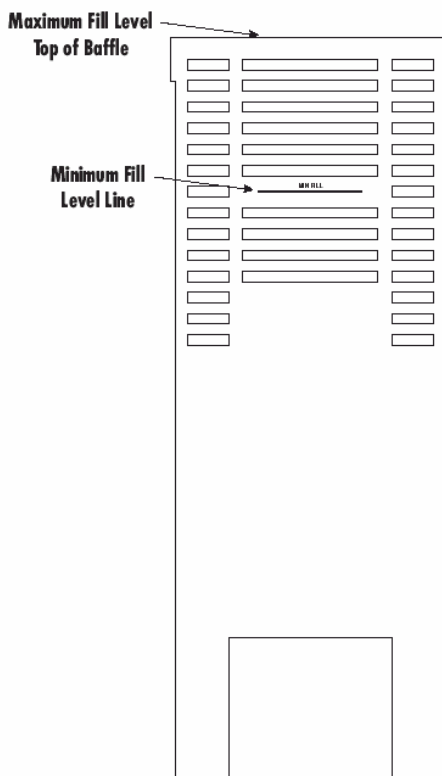 Maximum Fill Level
Top of Baffle
Minimum Fill
Level Line
MIN FILL